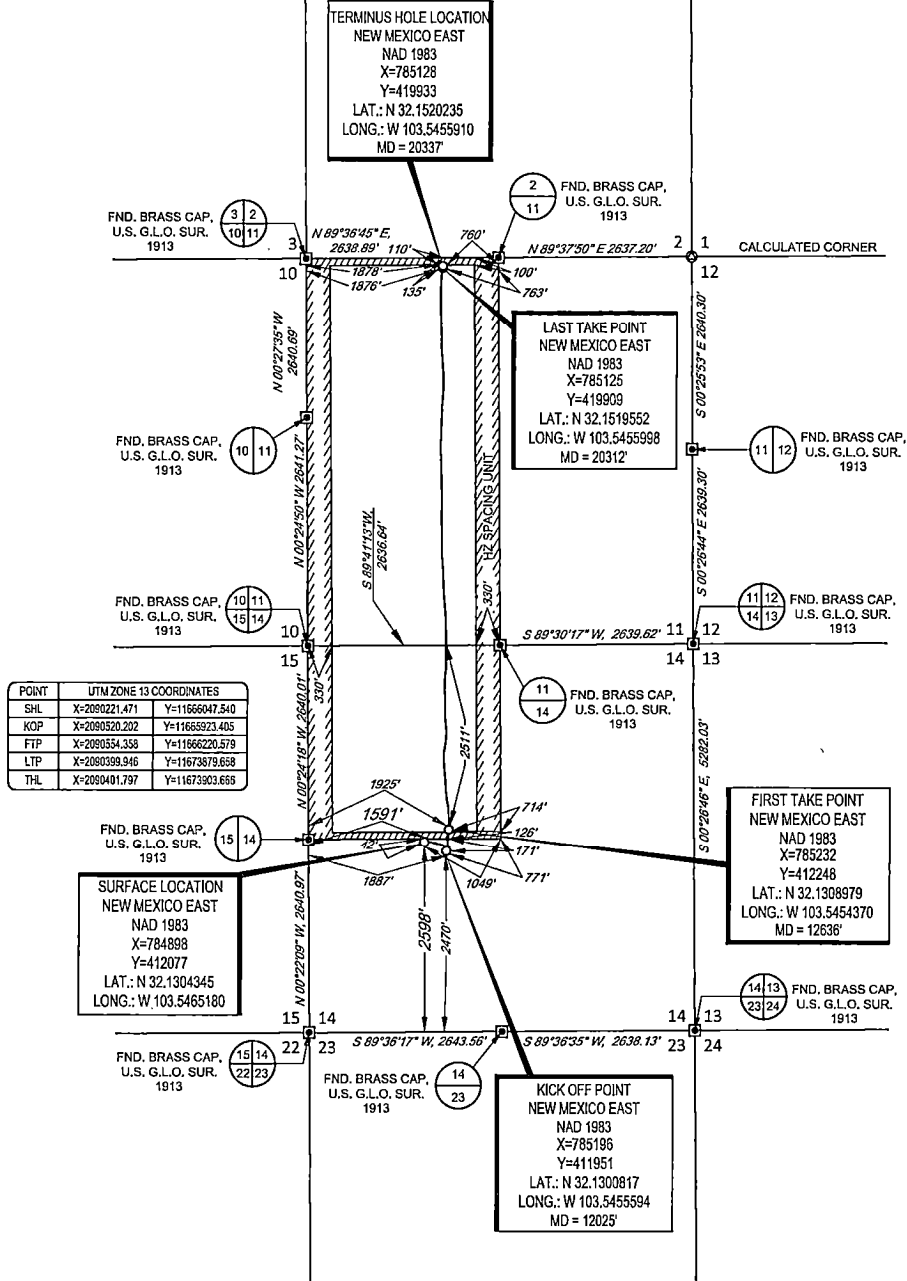 TERMINUS HOLE LOCATION
NEW MEXICO EAST
NAD 1983
X=785128
Y=419933
LAT.: N 32.1520235
LONG.: W 103.5455910
MD = 20337'
FND. BRASS CAP,
U.S. G.L.O. SUR.
1913
3 2
10 11
2
11
FND. BRASS CAP,
U.S. G.L.O. SUR.
1913
N 89°36'45" E,
2638.89'
110'
760'
N 89°37'50" E 2637.20'
3
10
2 1
12
CALCULATED CORNER
1878'
1876'
135'
100'
763'
LAST TAKE POINT
NEW MEXICO EAST
NAD 1983
X=785125
Y=419909
LAT.: N 32.1519552
LONG.: W 103.5455998
MD = 20312'
N 00°27'35" W
2640.69'
S 00°25'53" E 2640.30'
FND. BRASS CAP,
U.S. G.L.O. SUR.
1913
10 11
11 12
FND. BRASS CAP,
U.S. G.L.O. SUR.
1913
N 00°24'50" W 2641.27'
S 89°41'13" W,
2636.64'
HZ SPACING UNIT
330'
S 00°26'44" E 2639.30'
FND. BRASS CAP,
U.S. G.L.O. SUR.
1913
10 11
15 14
11 12
14 13
FND. BRASS CAP,
U.S. G.L.O. SUR.
1913
10
15
S 89°30'17" W, 2639.62'
11 12
14 13
11
14
FND. BRASS CAP,
U.S. G.L.O. SUR.
1913
POINT UTM ZONE 13 COORDINATES
SHL X=2090221.471 Y=11666047.540
KOP X=2090520.202 Y=11665923.405
FTP X=2090554.358 Y=11666220.579
LTP X=2090399.946 Y=11673879.658
THL X=2090401.797 Y=11673903.666
330'
N 00°24'18" W, 2640.01'
2511'
S 00°26'46" E, 5282.03'
1925'
1591'
714'
126'
42'
171'
1887'
1049'
771'
FND. BRASS CAP,
U.S. G.L.O. SUR.
1913
15 14
FIRST TAKE POINT
NEW MEXICO EAST
NAD 1983
X=785232
Y=412248
LAT.: N 32.1308979
LONG.: W 103.5454370
MD = 12636'
SURFACE LOCATION
NEW MEXICO EAST
NAD 1983
X=784898
Y=412077
LAT.: N 32.1304345
LONG.: W 103.5465180
N 00°22'09" W, 2640.97'
2598'
2470'
14 13
23 24
FND. BRASS CAP,
U.S. G.L.O. SUR.
1913
15 14
22 23
S 89°36'17" W, 2643.56'
S 89°36'35" W, 2638.13'
14 13
23 24
FND. BRASS CAP,
U.S. G.L.O. SUR.
1913
15 14
22 23
FND. BRASS CAP,
U.S. G.L.O. SUR.
1913
14
23
KICK OFF POINT
NEW MEXICO EAST
NAD 1983
X=785196
Y=411951
LAT.: N 32.1300817
LONG.: W 103.5455594
MD = 12025'